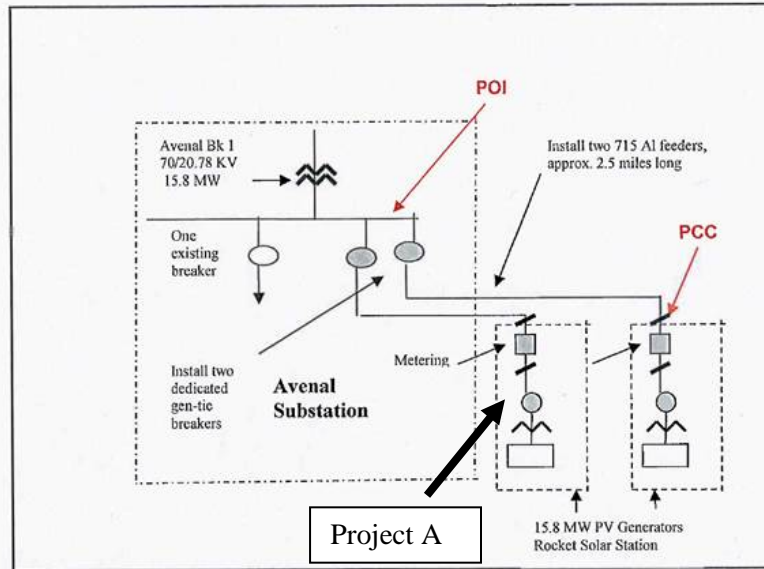 POI
Avenal Bk 1
70/20.78 KV
15.8 MW
Install two 715 Al feeders,
approx. 2.5 miles long
PCC
One
existing
breaker
Metering
Install two
dedicated
gen-tie
breakers
Avenal
Substation
Project A
15.8 MW PV Generators
Rocket Solar Station